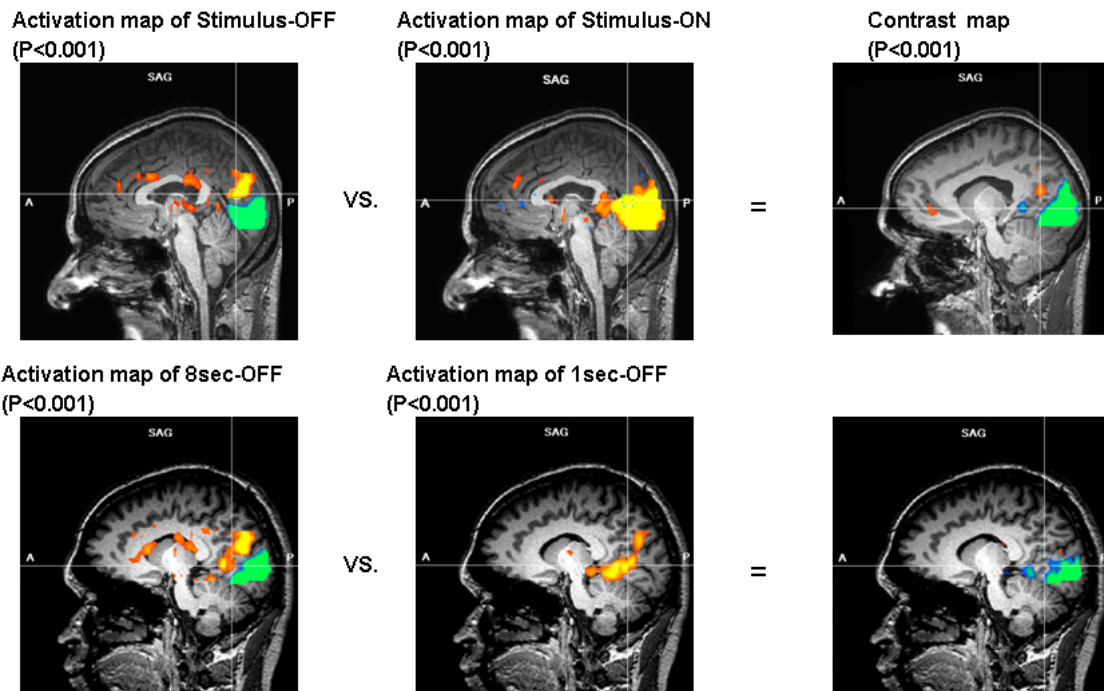 Activation map of Stimulus-OFF
(P<0.001)
Activation map of Stimulus-ON
(P<0.001)
Contrast map
(P<0.001)
SAG
A
P
VS.
SAG
A
P
=
SAG
A
P
Activation map of 8sec-OFF
(P<0.001)
Activation map of 1sec-OFF
(P<0.001)
SAG
A
P
VS.
SAG
A
P
=
SAG
A
P